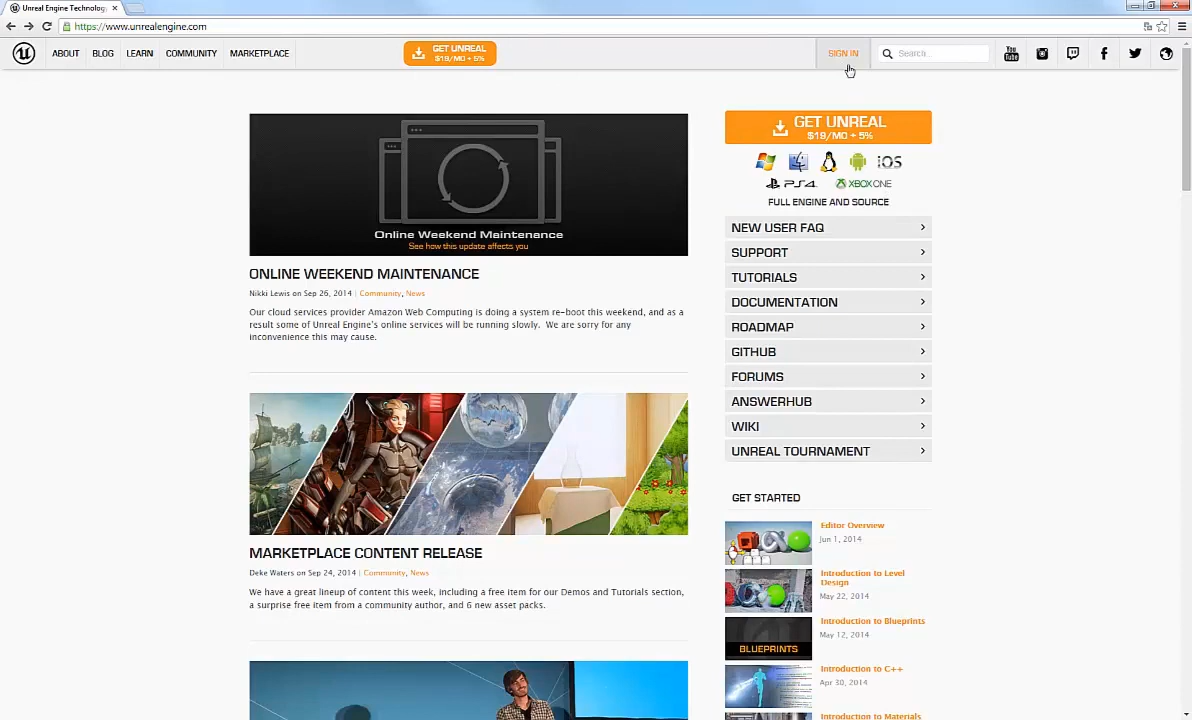 Unreal Engine Technology
https://www.unrealengine.com
ABOUT BLOG LEARN COMMUNITY MARKETPLACE
GET UNREAL
$19/MO + 5%
SIGN IN
Search...
You
Tube
Online Weekend Maintenance
See how this update affects you
ONLINE WEEKEND MAINTENANCE
Nikki Lewis on Sep 26, 2014 | Community, News
Our cloud services provider Amazon Web Computing is doing a system re-boot this weekend, and as a
result some of Unreal Engine's online services will be running slowly. We are sorry for any
inconvenience this may cause.
MARKETPLACE CONTENT RELEASE
Deke Waters on Sep 24, 2014 | Community, News
We have a great lineup of content this week, including a free item for our Demos and Tutorials section,
a surprise free item from a community author, and 6 new asset packs.
GET UNREAL
$19/MO + 5%
iOS
PS4 XBOX ONE
FULL ENGINE AND SOURCE
NEW USER FAQ
SUPPORT
TUTORIALS
DOCUMENTATION
ROADMAP
GITHUB
FORUMS
ANSWERHUB
WIKI
UNREAL TOURNAMENT
GET STARTED
Editor Overview
Jun 1, 2014
Introduction to Level
Design
May 22, 2014
BLUEPRINTS
Introduction to Blueprints
May 12, 2014
Introduction to C++
Apr 30, 2014
Introduction to Materials